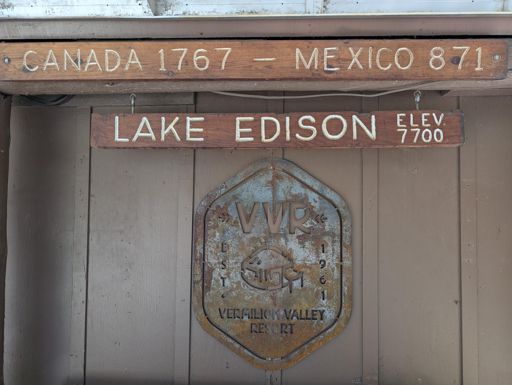 CANADA 1767 — MEXICO 871
LAKE EDISON ELEV 7700
VVR
EST. 1961
VERMILION VALLEY
RESORT